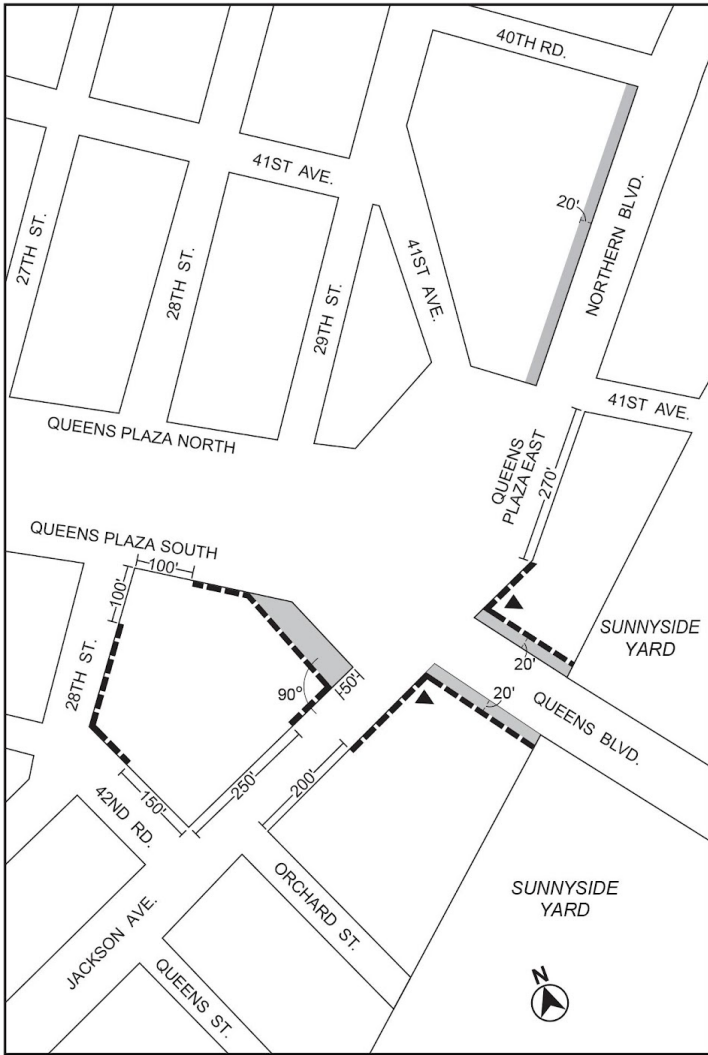 40TH RD.
41ST AVE.
20'
NORTHERN BLVD.
27TH ST.
28TH ST.
29TH ST.
41ST AVE.
41ST AVE.
QUEENS PLAZA NORTH
QUEENS
PLAZA EAST
270'
QUEENS PLAZA SOUTH
100'
100'
SUNNYSIDE
YARD
20'
28TH ST.
90°
50'
20'
QUEENS BLVD.
150'
250'
200'
42ND RD.
ORCHARD ST.
SUNNYSIDE
YARD
JACKSON AVE.
QUEENS ST.
N